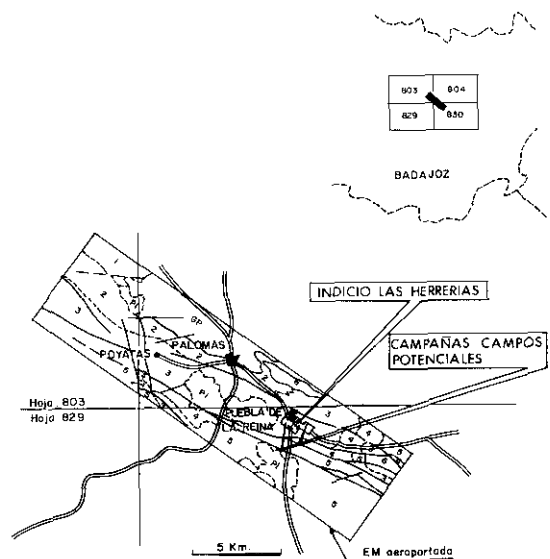 803 804
829 830
BADAJOZ
INDICIO LAS HERRERIAS
CAMPAÑAS CAMPOS
POTENCIALES
PALOMAS
POYATAS
Hoja 803
Hoja 829
PUEBLA DE
LA REINA
5 Km.
EM aeroportada